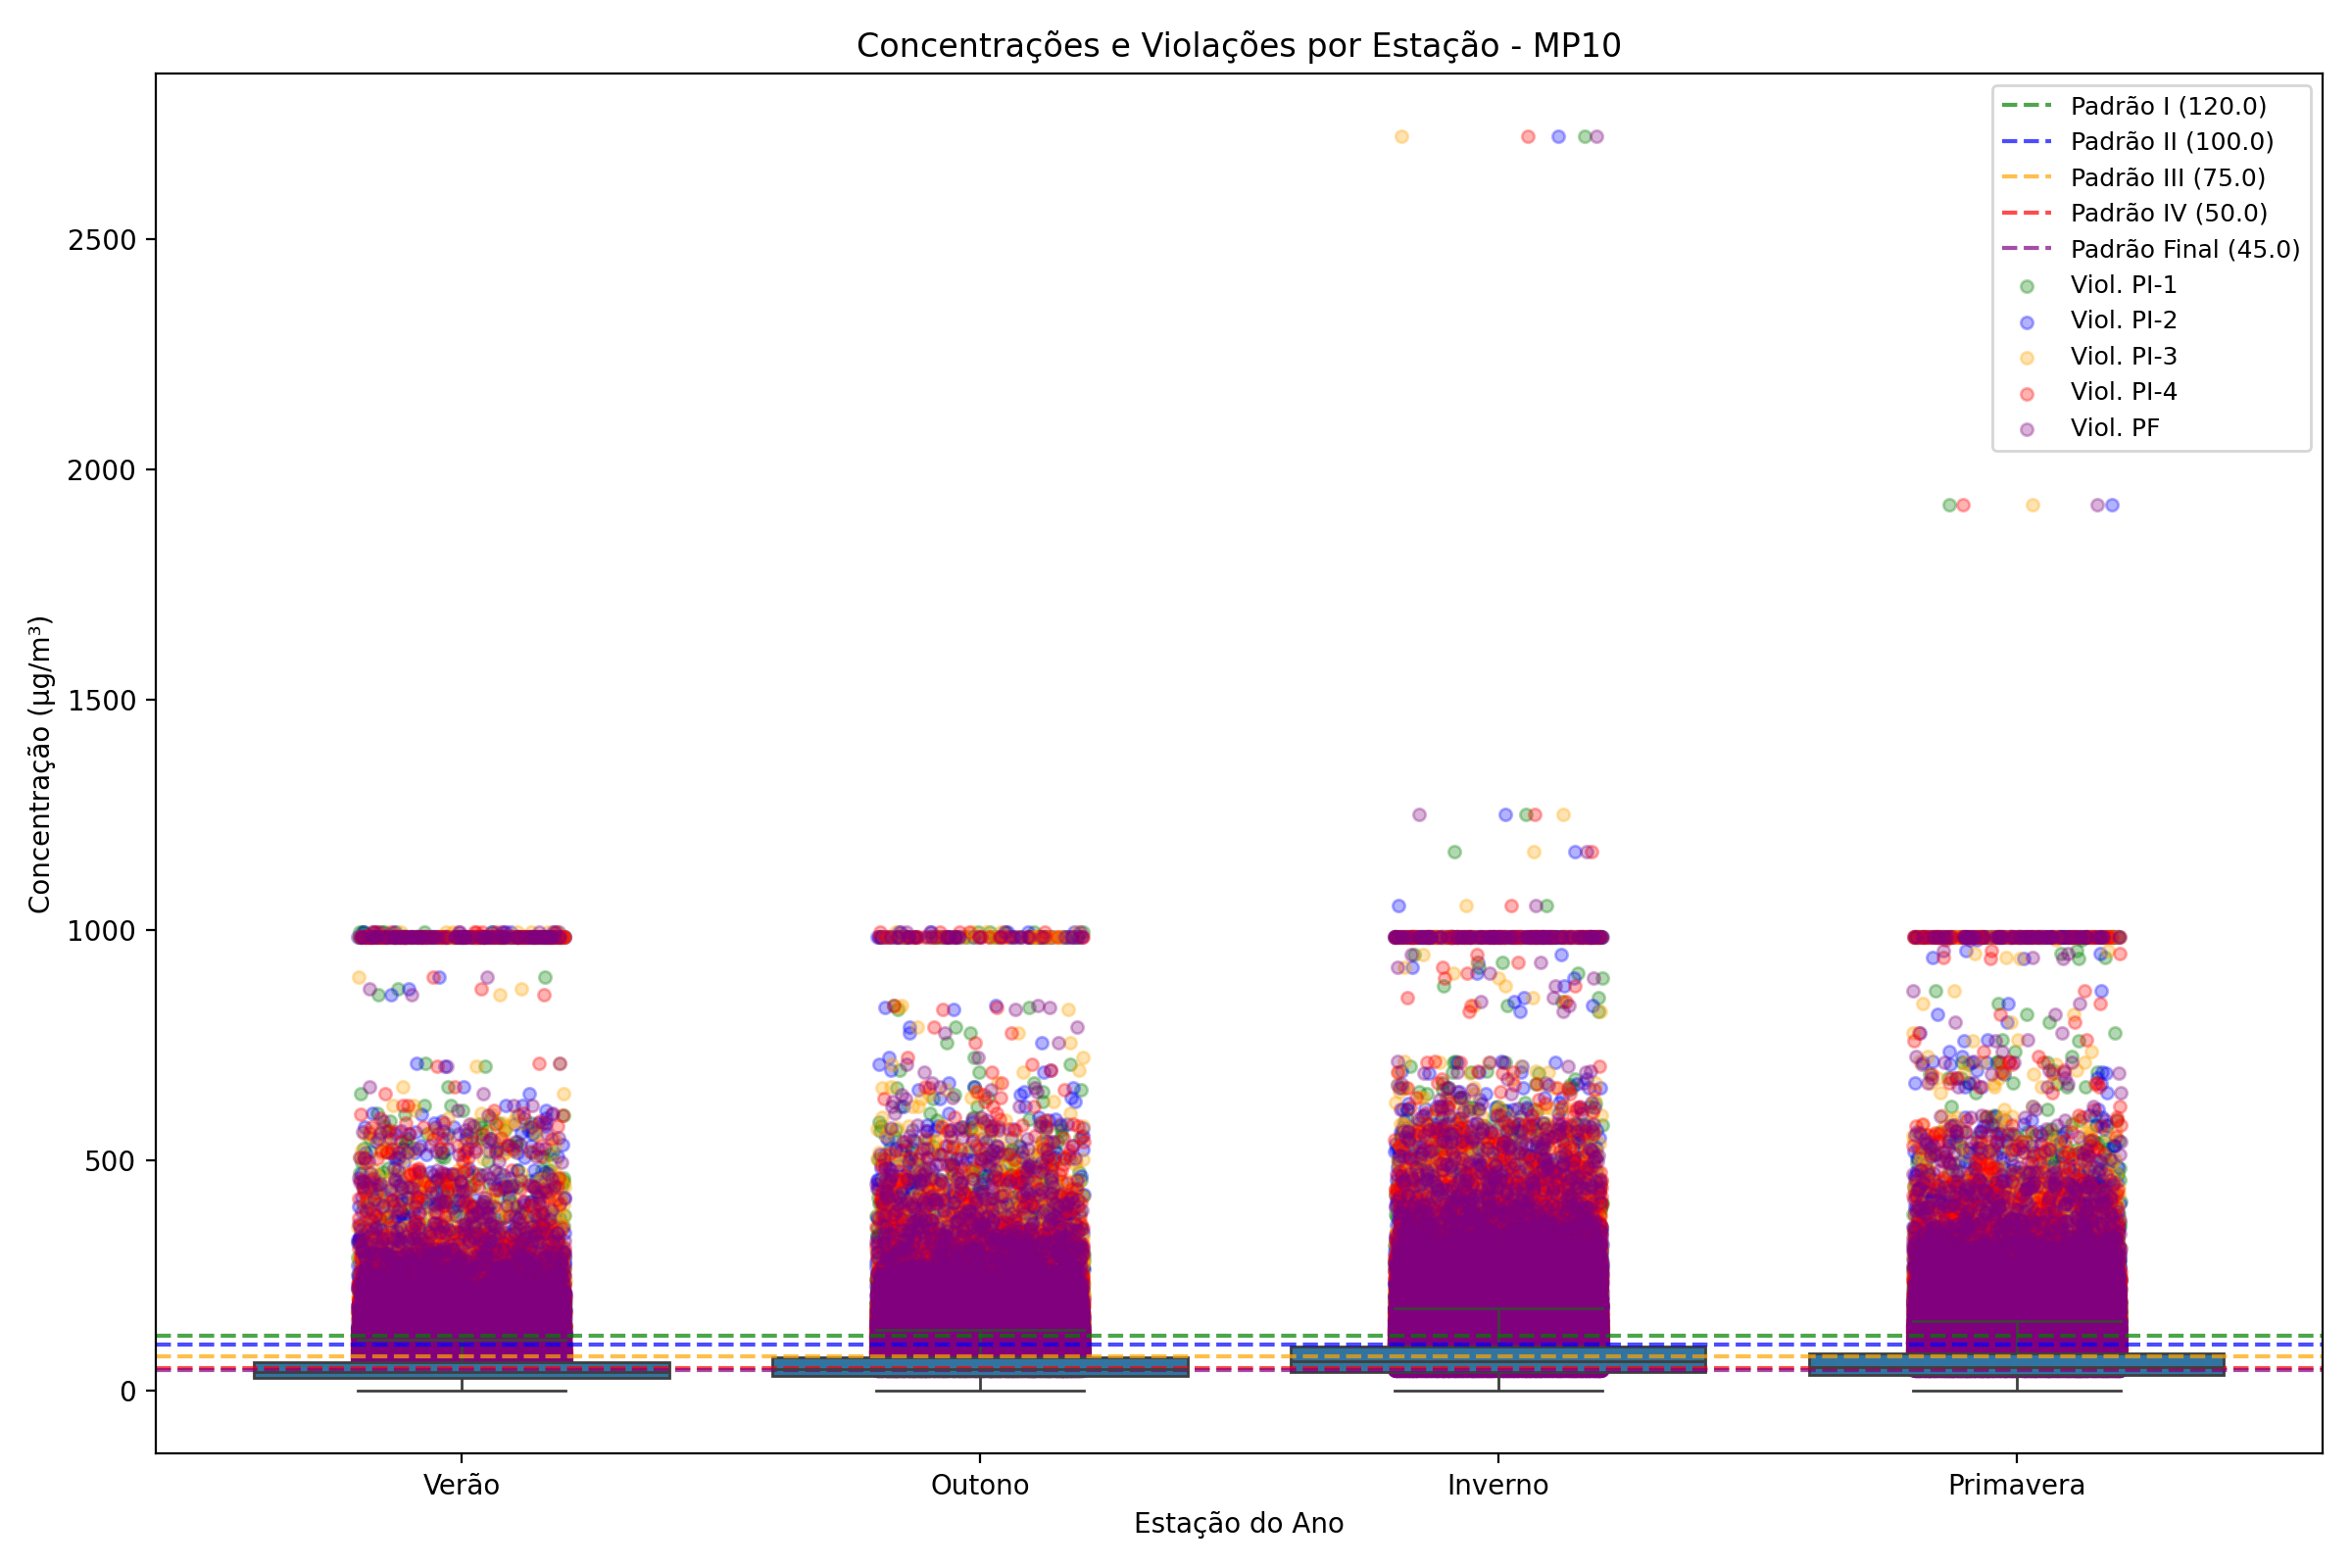 Concentrações e Violações por Estação - MP10
Padrão I (120.0)
Padrão II (100.0)
Padrão III (75.0)
Padrão IV (50.0)
Padrão Final (45.0)
Viol. PI-1
Viol. PI-2
Viol. PI-3
Viol. PI-4
Viol. PF
Concentração (µg/m³)
2500
2000
1500
1000
500
0
Verão
Outono
Inverno
Primavera
Estação do Ano